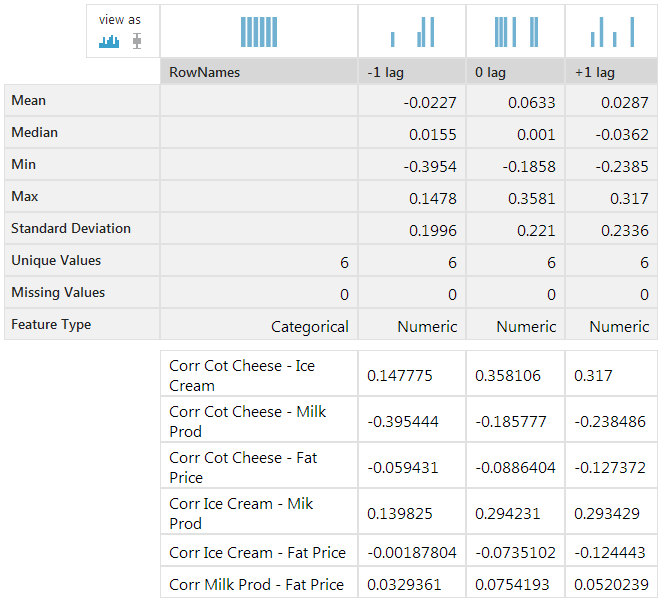 view as
RowNames -1 lag 0 lag +1 lag
Mean -0.0227 0.0633 0.0287
Median 0.0155 0.001 -0.0362
Min -0.3954 -0.1858 -0.2385
Max 0.1478 0.3581 0.317
Standard Deviation 0.1996 0.221 0.2336
Unique Values 6 6 6 6
Missing Values 0 0 0 0
Feature Type Categorical Numeric Numeric Numeric
Corr Cot Cheese - Ice
Cream 0.147775 0.358106 0.317
Corr Cot Cheese - Milk
Prod -0.395444 -0.185777 -0.238486
Corr Cot Cheese - Fat
Price -0.059431 -0.0886404 -0.127372
Corr Ice Cream - Mik
Prod 0.139825 0.294231 0.293429
Corr Ice Cream - Fat Price -0.00187804 -0.0735102 -0.124443
Corr Milk Prod - Fat Price 0.0329361 0.0754193 0.0520239